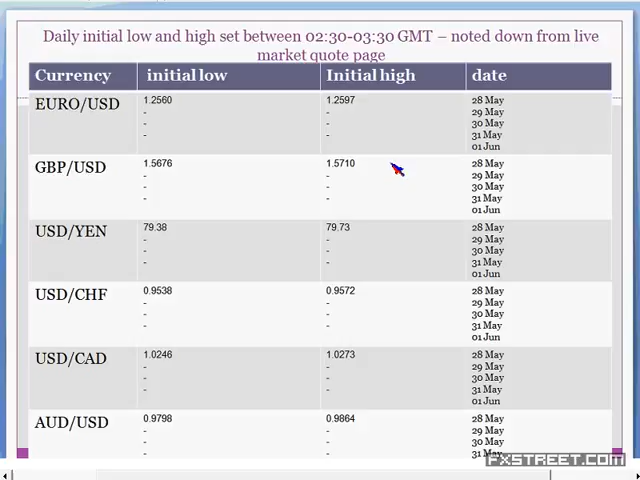 Daily initial low and high set between 02:30-03:30 GMT – noted down from live
market quote page
Currency initial low Initial high date
EURO/USD 1.2560 1.2597 28 May
- - 29 May
- - 30 May
- - 31 May
01 Jun
GBP/USD 1.5676 1.5710 28 May
- - 29 May
- - 30 May
- - 31 May
01 Jun
USD/YEN 79.38 79.73 28 May
- - 29 May
- - 30 May
- - 31 May
01 Jun
USD/CHF 0.9538 0.9572 28 May
- - 29 May
- - 30 May
- - 31 May
01 Jun
USD/CAD 1.0246 1.0273 28 May
- - 29 May
- - 30 May
- - 31 May
01 Jun
AUD/USD 0.9798 0.9864 28 May
- - 29 May
- - 30 May
- - 31 May
FXSTREET.COM